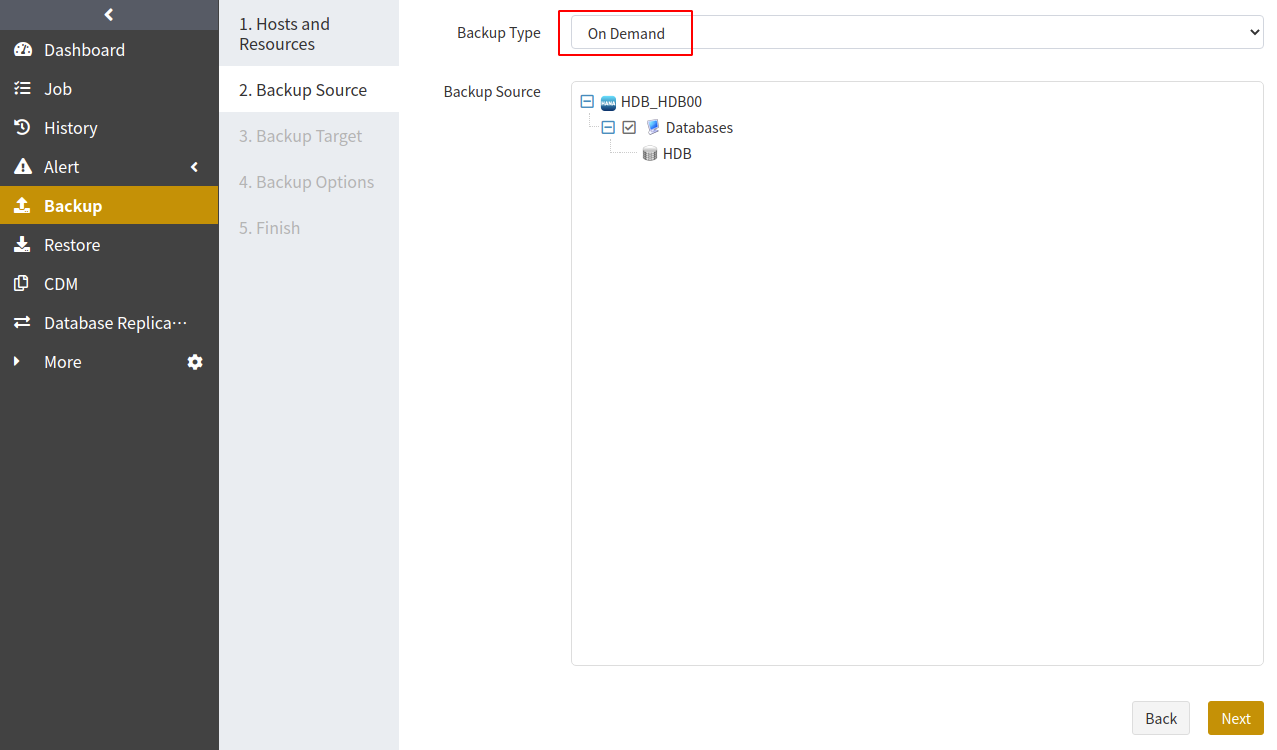 Dashboard
Job
History
Alert
Backup
Restore
CDM
Database Replica···
More
1. Hosts and
Resources
2. Backup Source
3. Backup Target
4. Backup Options
5. Finish
Backup Type
On Demand
Backup Source
HANA
HDB_HDB00
Databases
HDB
Back
Next